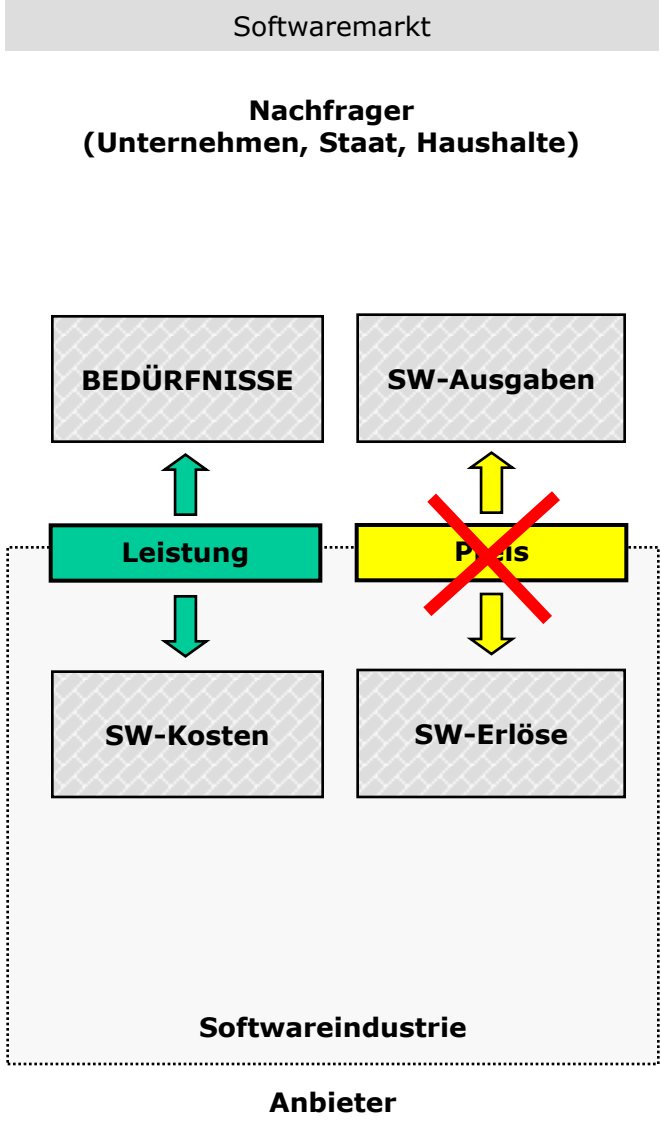 Softwaremarkt
Nachfrager
(Unternehmen, Staat, Haushalte)
BEDÜRFNISSE
SW-Ausgaben
Leistung
Preis
SW-Kosten
SW-Erlöse
Softwareindustrie
Anbieter